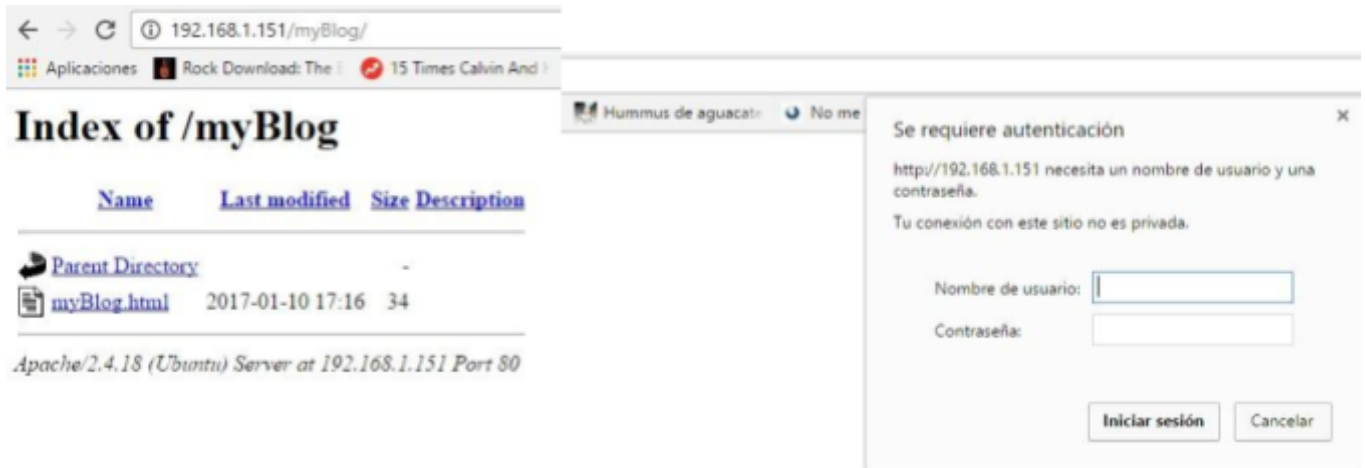 192.168.1.151/myBlog/
Aplicaciones Rock Download: The 15 Times Calvin And
Index of /myBlog
Name Last modified Size Description
Parent Directory -
myBlog.html 2017-01-10 17:16 34
Apache/2.4.18 (Ubuntu) Server at 192.168.1.151 Port 80
Hummus de aguacate No me
Se requiere autenticación
http://192.168.1.151 necesita un nombre de usuario y una
contraseña.
Tu conexión con este sitio no es privada.
Nombre de usuario:
Contraseña:
Iniciar sesión Cancelar